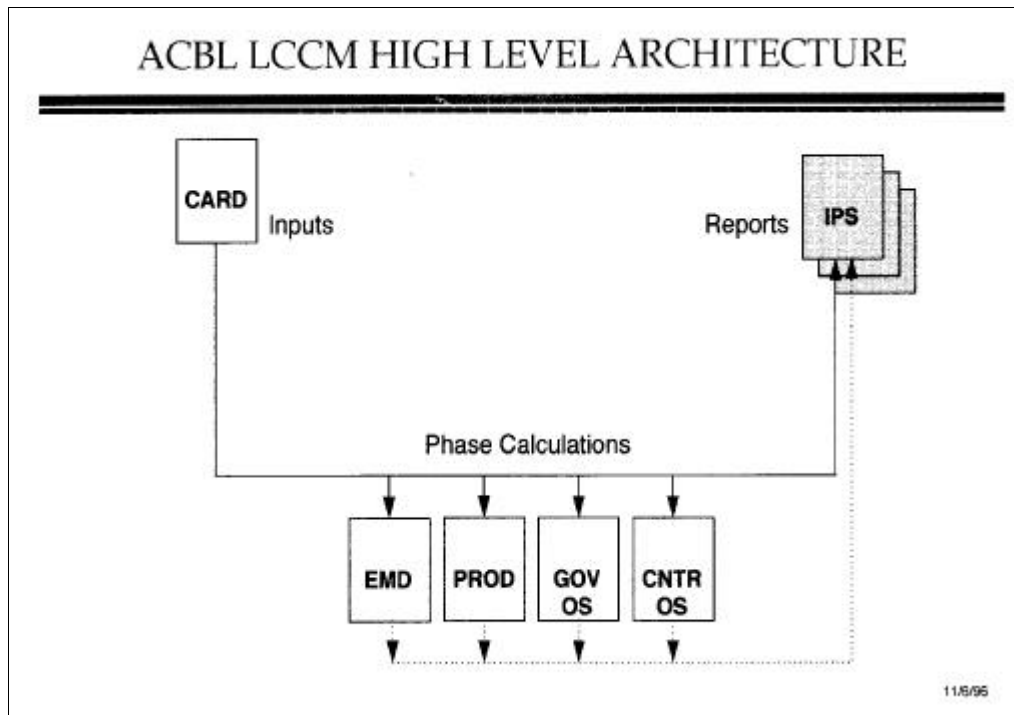 ACBL LCCM HIGH LEVEL ARCHITECTURE
CARD
Inputs
Reports
IPS
Phase Calculations
EMD
PROD
GOV
OS
CNTR
OS
11/6/96